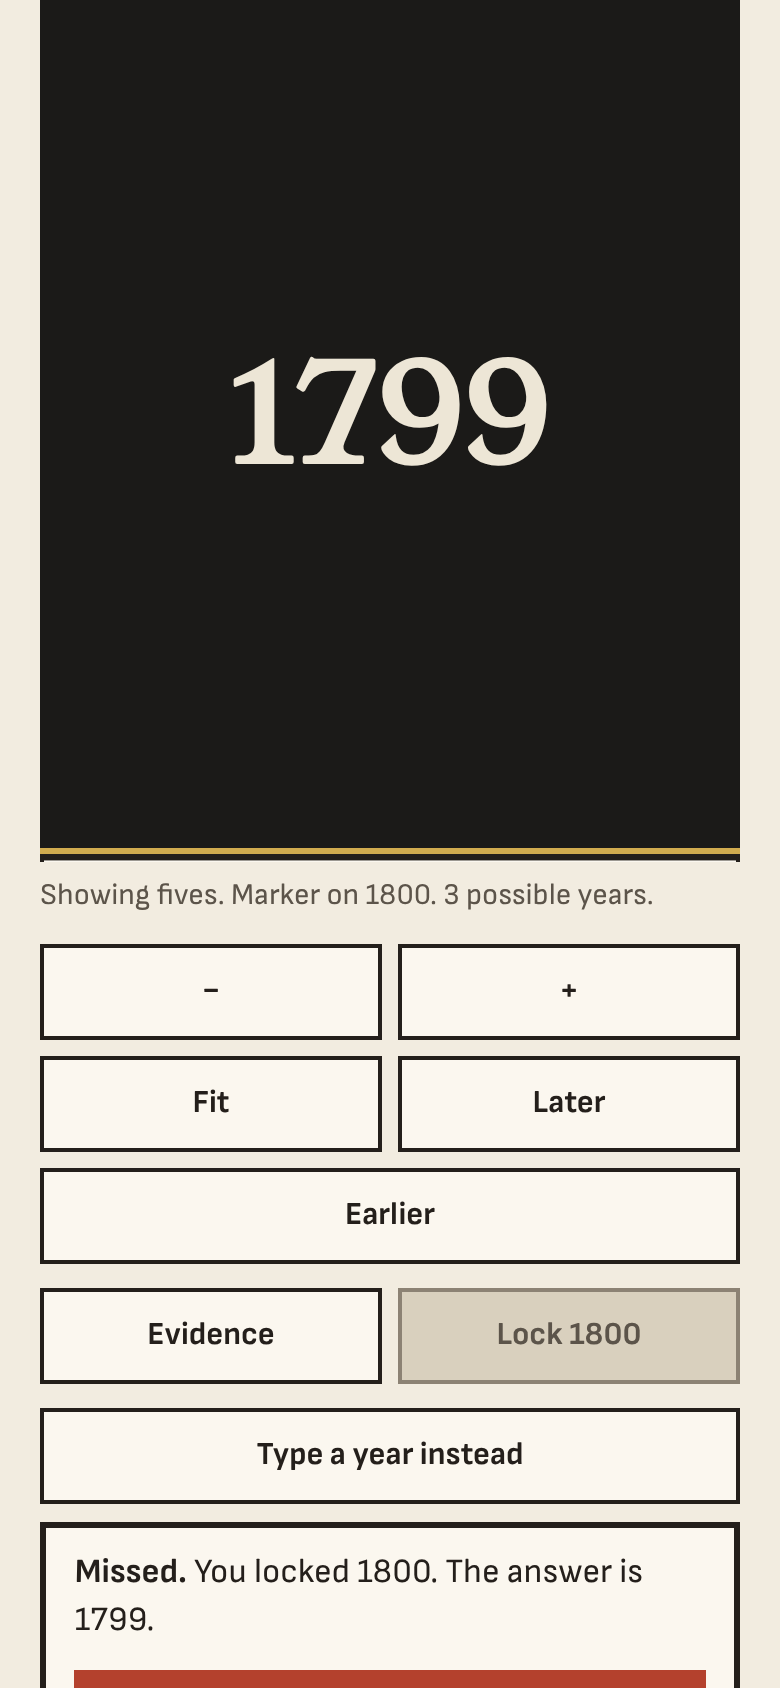 1799
Showing fives. Marker on 1800. 3 possible years.
–
+
Fit
Later
Earlier
Evidence
Lock 1800
Type a year instead
Missed. You locked 1800. The answer is
1799.